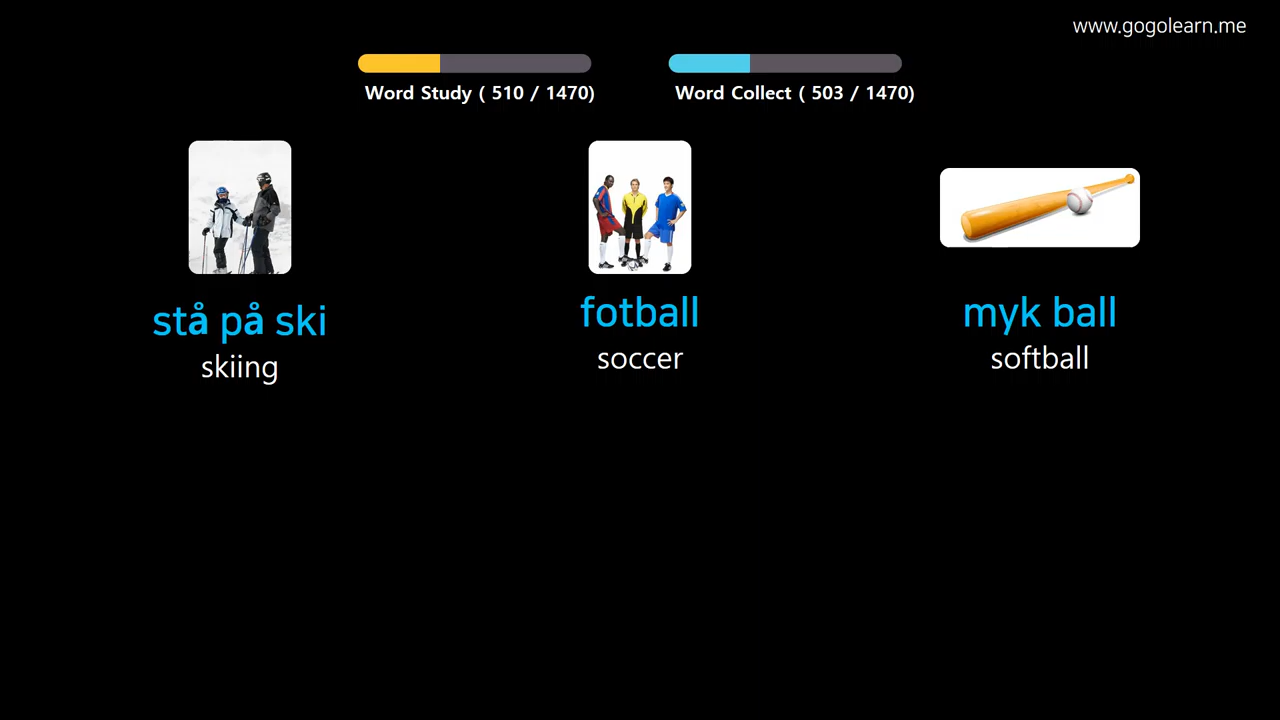 www.gogolearn.me
Word Study ( 510 / 1470)
Word Collect ( 503 / 1470)
stå på ski
skiing
fotball
soccer
myk ball
softball